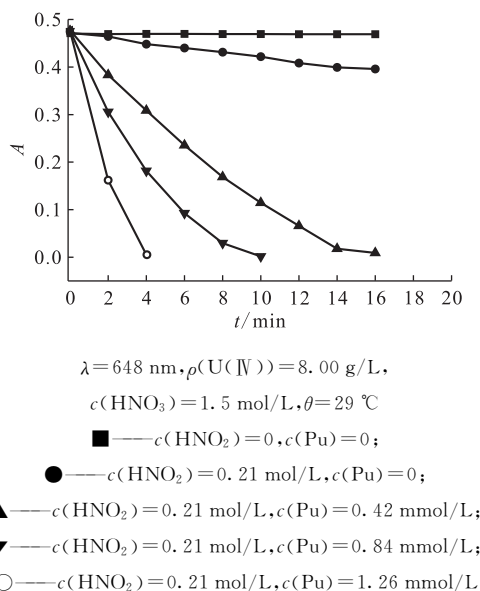 0.5
0.4
0.3
0.2
0.1
0.0
A
0 2 4 6 8 10 12 14 16 18 20
t/min
λ=648 nm,ρ(U(Ⅳ))=8.00 g/L,
c(HNO₃)=1.5 mol/L,θ=29 ℃
■——c(HNO₂)=0,c(Pu)=0;
●——c(HNO₂)=0.21 mol/L,c(Pu)=0;
▲——c(HNO₂)=0.21 mol/L,c(Pu)=0.42 mmol/L;
▼——c(HNO₂)=0.21 mol/L,c(Pu)=0.84 mmol/L;
○——c(HNO₂)=0.21 mol/L,c(Pu)=1.26 mmol/L